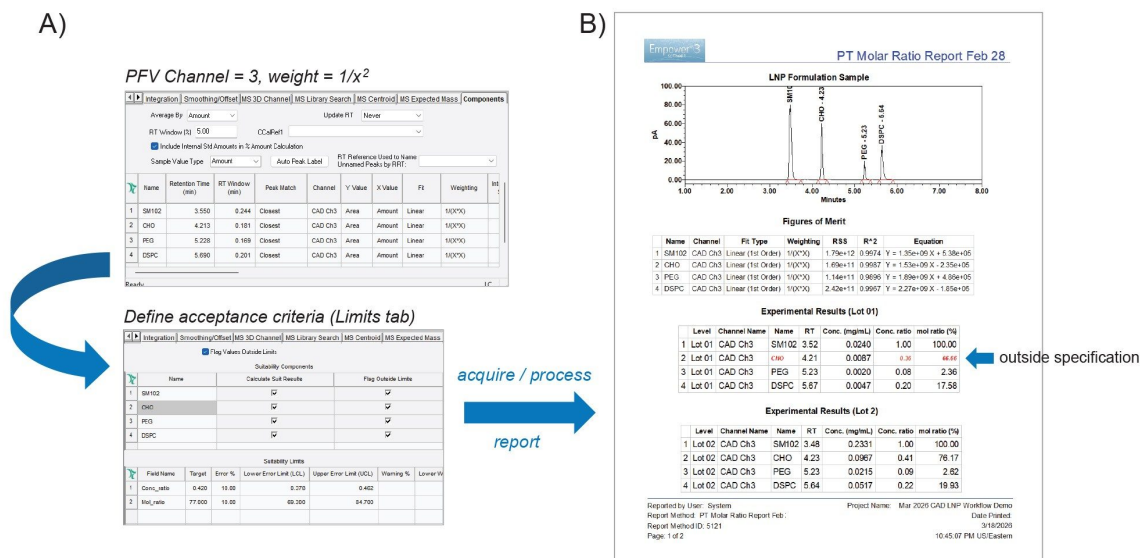 A)
PFV Channel = 3, weight = 1/x²
Integration Smoothing/Offset MS 3D Channel MS Library Search MS Centroid MS Expected Mass Components
Average By Amount Update RT Never
RT Window (%) 5.00 CCalRef1
Include Internal Std Amounts in % Amount Calculation
Sample Value Type Amount Auto Peak Label RT Reference Used to Name Unnamed Peaks by RRT:
Name Retention Time (min) RT Window (min) Peak Match Channel Y Value X Value Fit Weighting
1 SM102 3.550 0.244 Closest CAD Ch3 Area Amount Linear 1/(X*X)
2 CHO 4.213 0.181 Closest CAD Ch3 Area Amount Linear 1/(X*X)
3 PEG 5.228 0.169 Closest CAD Ch3 Area Amount Linear 1/(X*X)
4 DSPC 5.690 0.201 Closest CAD Ch3 Area Amount Linear 1/(X*X)
Ready
Define acceptance criteria (Limits tab)
Integration Smoothing/Offset MS 3D Channel MS Library Search MS Centroid MS Expected Mass
Flag Values Outside Limits
Suitability Components
Name Calculate Suit Results Flag Outside Limits
1 SM102
2 CHO
3 PEG
4 DSPC
Suitability Limits
Field Name Target Error % Lower Error Limit (LCL) Upper Error Limit (UCL) Warning % Lower W
1 Conc_ratio 0.420 10.00 0.378 0.462
2 Mol_ratio 77.000 10.00 69.300 84.700
acquire / process
report
B)
Empower 3
PT Molar Ratio Report Feb 28
LNP Formulation Sample
pA
100.00
80.00
60.00
40.00
20.00
0.00
SM10
CHO - 4.23
PEG - 5.23
DSPC - 5.64
1.00 2.00 3.00 4.00 5.00 6.00 7.00 8.00
Minutes
Figures of Merit
Name Channel Fit Type Weighting RSS R^2 Equation
1 SM102 CAD Ch3 Linear (1st Order) 1/(X*X) 1.79e+12 0.9974 Y = 1.35e+09 X + 5.38e+05
2 CHO CAD Ch3 Linear (1st Order) 1/(X*X) 1.69e+11 0.9987 Y = 1.53e+09 X - 2.35e+05
3 PEG CAD Ch3 Linear (1st Order) 1/(X*X) 1.14e+11 0.9896 Y = 1.89e+09 X + 4.86e+05
4 DSPC CAD Ch3 Linear (1st Order) 1/(X*X) 2.42e+11 0.9967 Y = 2.27e+09 X - 1.85e+05
Experimental Results (Lot 01)
Level Channel Name Name RT Conc. (mg/mL) Conc. ratio mol ratio (%)
1 Lot 01 CAD Ch3 SM102 3.52 0.0240 1.00 100.00
2 Lot 01 CAD Ch3 CHO 4.21 0.0087 0.36 66.66
3 Lot 01 CAD Ch3 PEG 5.23 0.0020 0.08 2.36
4 Lot 01 CAD Ch3 DSPC 5.67 0.0047 0.20 17.58
outside specification
Experimental Results (Lot 2)
Level Channel Name Name RT Conc. (mg/mL) Conc. ratio mol ratio (%)
1 Lot 02 CAD Ch3 SM102 3.48 0.2331 1.00 100.00
2 Lot 02 CAD Ch3 CHO 4.23 0.0967 0.41 76.17
3 Lot 02 CAD Ch3 PEG 5.23 0.0215 0.09 2.62
4 Lot 02 CAD Ch3 DSPC 5.64 0.0517 0.22 19.93
Reported by User: System Project Name: Mar 2026 CAD LNP Workflow Demo
Report Method: PT Molar Ratio Report Feb Date Printed:
Report Method ID: 5121 3/18/2026
Page: 1 of 2 10:45:07 PM US/Eastern